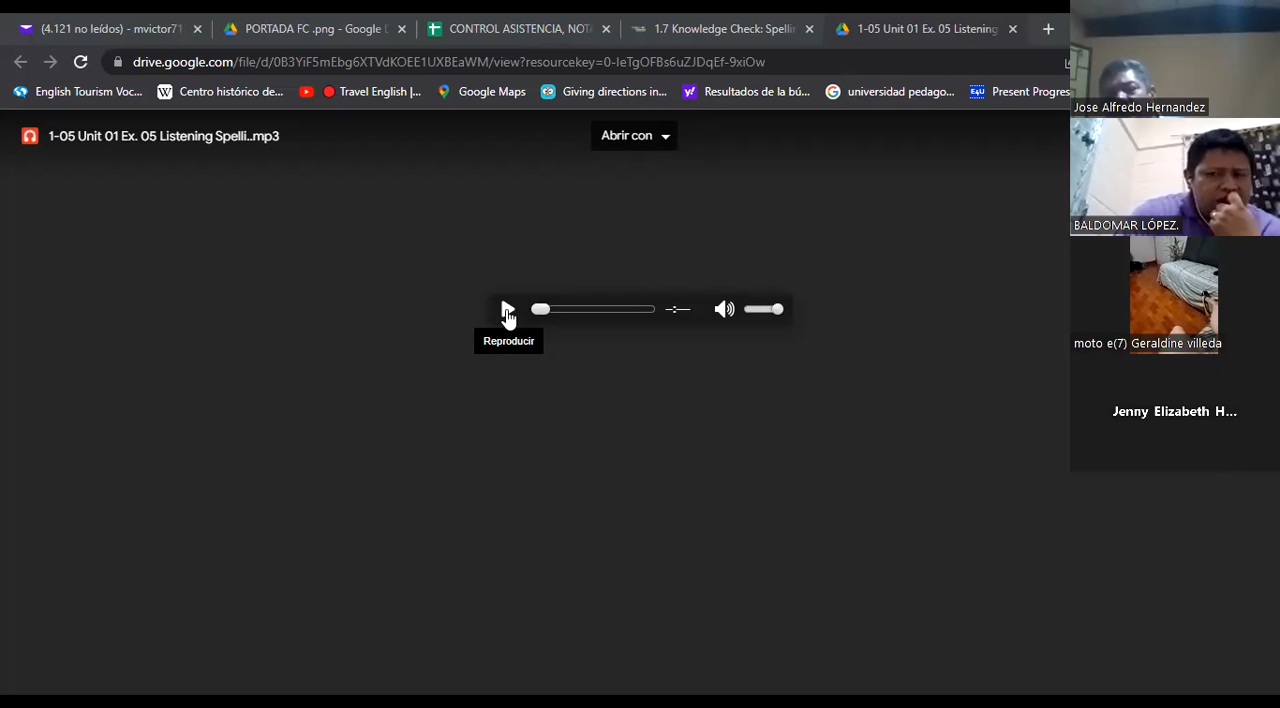 (4.121 no leídos) - mvictor71
PORTADA FC .png - Google D
CONTROL ASISTENCIA, NOTA
1.7 Knowledge Check: Spellin
1-05 Unit 01 Ex. 05 Listening
drive.google.com/file/d/0B3YiF5mEbg6XTVdKOEE1UXBEaWM/view?resourcekey=0-IeTgOFBs6uZJDqEf-9xiOw
English Tourism Voc...
Centro histórico de...
Travel English |...
Google Maps
Giving directions in...
Resultados de la bú...
universidad pedago...
E4U Present Progres
1-05 Unit 01 Ex. 05 Listening Spelli..mp3
Abrir con
Reproducir
Jose Alfredo Hernandez
BALDOMAR LÓPEZ.
moto e(7) Geraldine villeda
Jenny Elizabeth H...